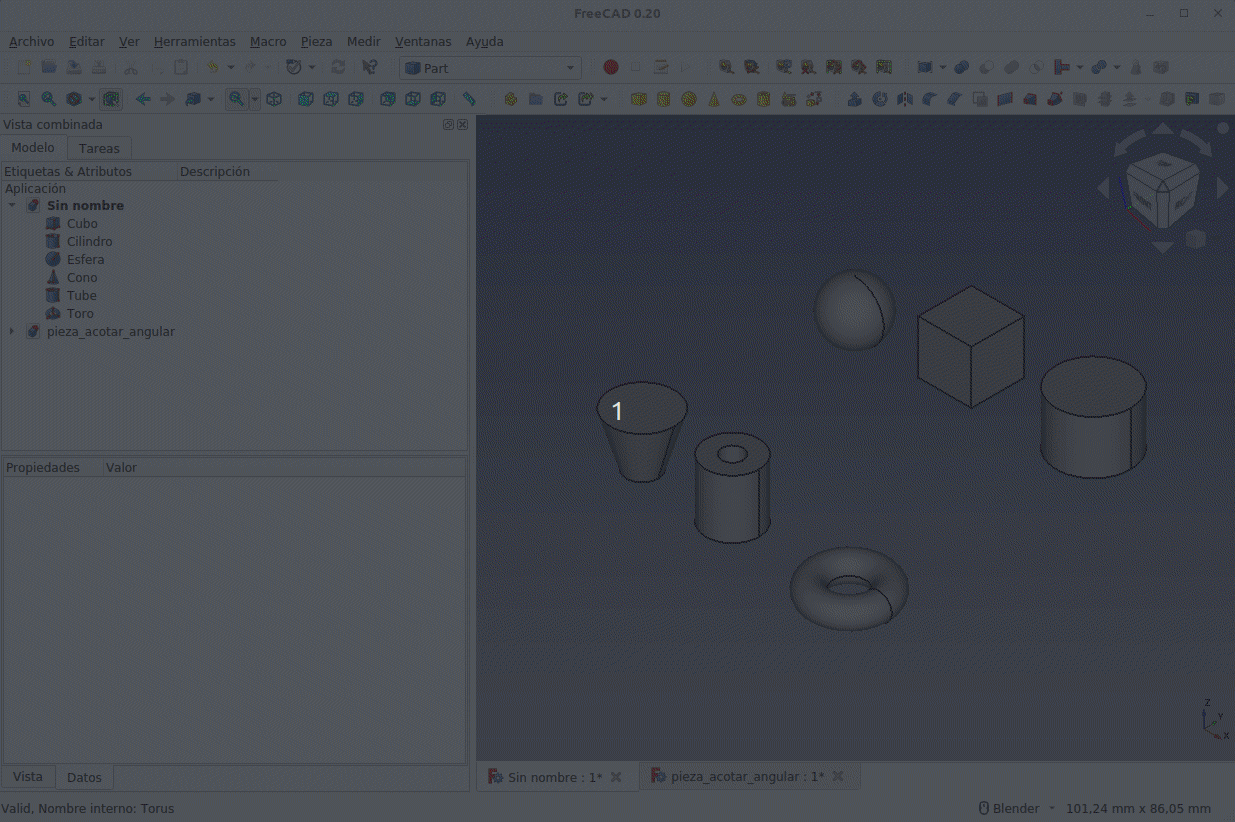 FreeCAD 0.20
Archivo Editar Ver Herramientas Macro Pieza Medir Ventanas Ayuda
Part
Vista combinada
Modelo Tareas
Etiquetas & Atributos Descripción
Aplicación
Sin nombre
Cubo
Cilindro
Esfera
Cono
Tube
Toro
pieza_acotar_angular
1
Propiedades Valor
Z
Y
X
Vista Datos
Sin nombre : 1* pieza_acotar_angular : 1*
Valid, Nombre interno: Torus Blender 101,24 mm x 86,05 mm